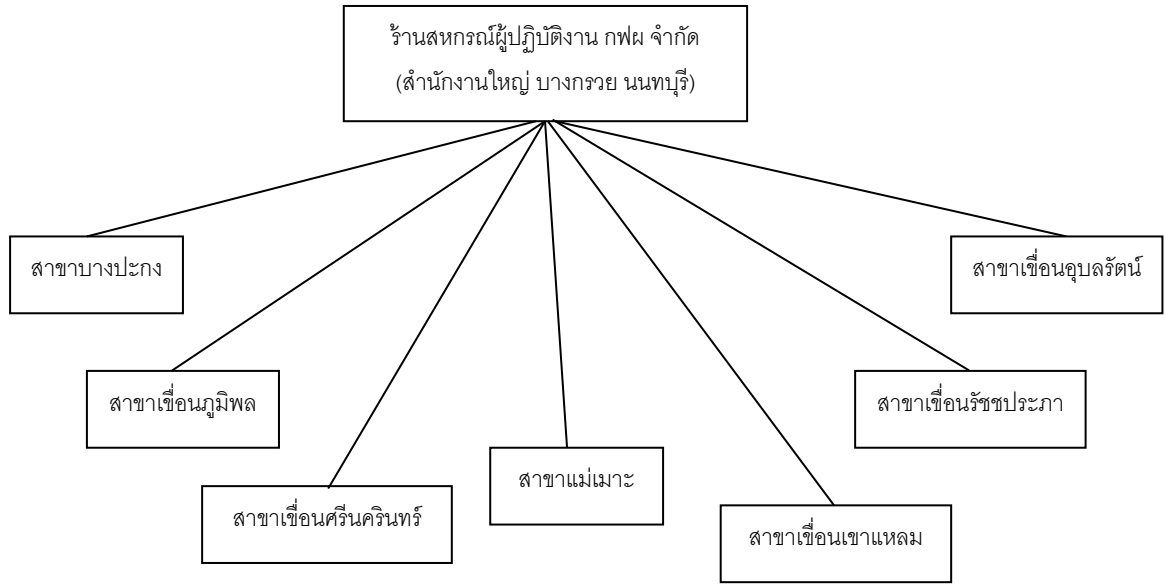 ร้านสหกรณ์ผู้ปฏิบัติงาน กฟผ จำกัด
(สำนักงานใหญ่ บางกรวย นนทบุรี)
สาขาบางปะกง
สาขาเขื่อนอุบลรัตน์
สาขาเขื่อนภูมิพล
สาขาเขื่อนรัชชประภา
สาขาแม่เมาะ
สาขาเขื่อนศรีนครินทร์
สาขาเขื่อนเขาแหลม